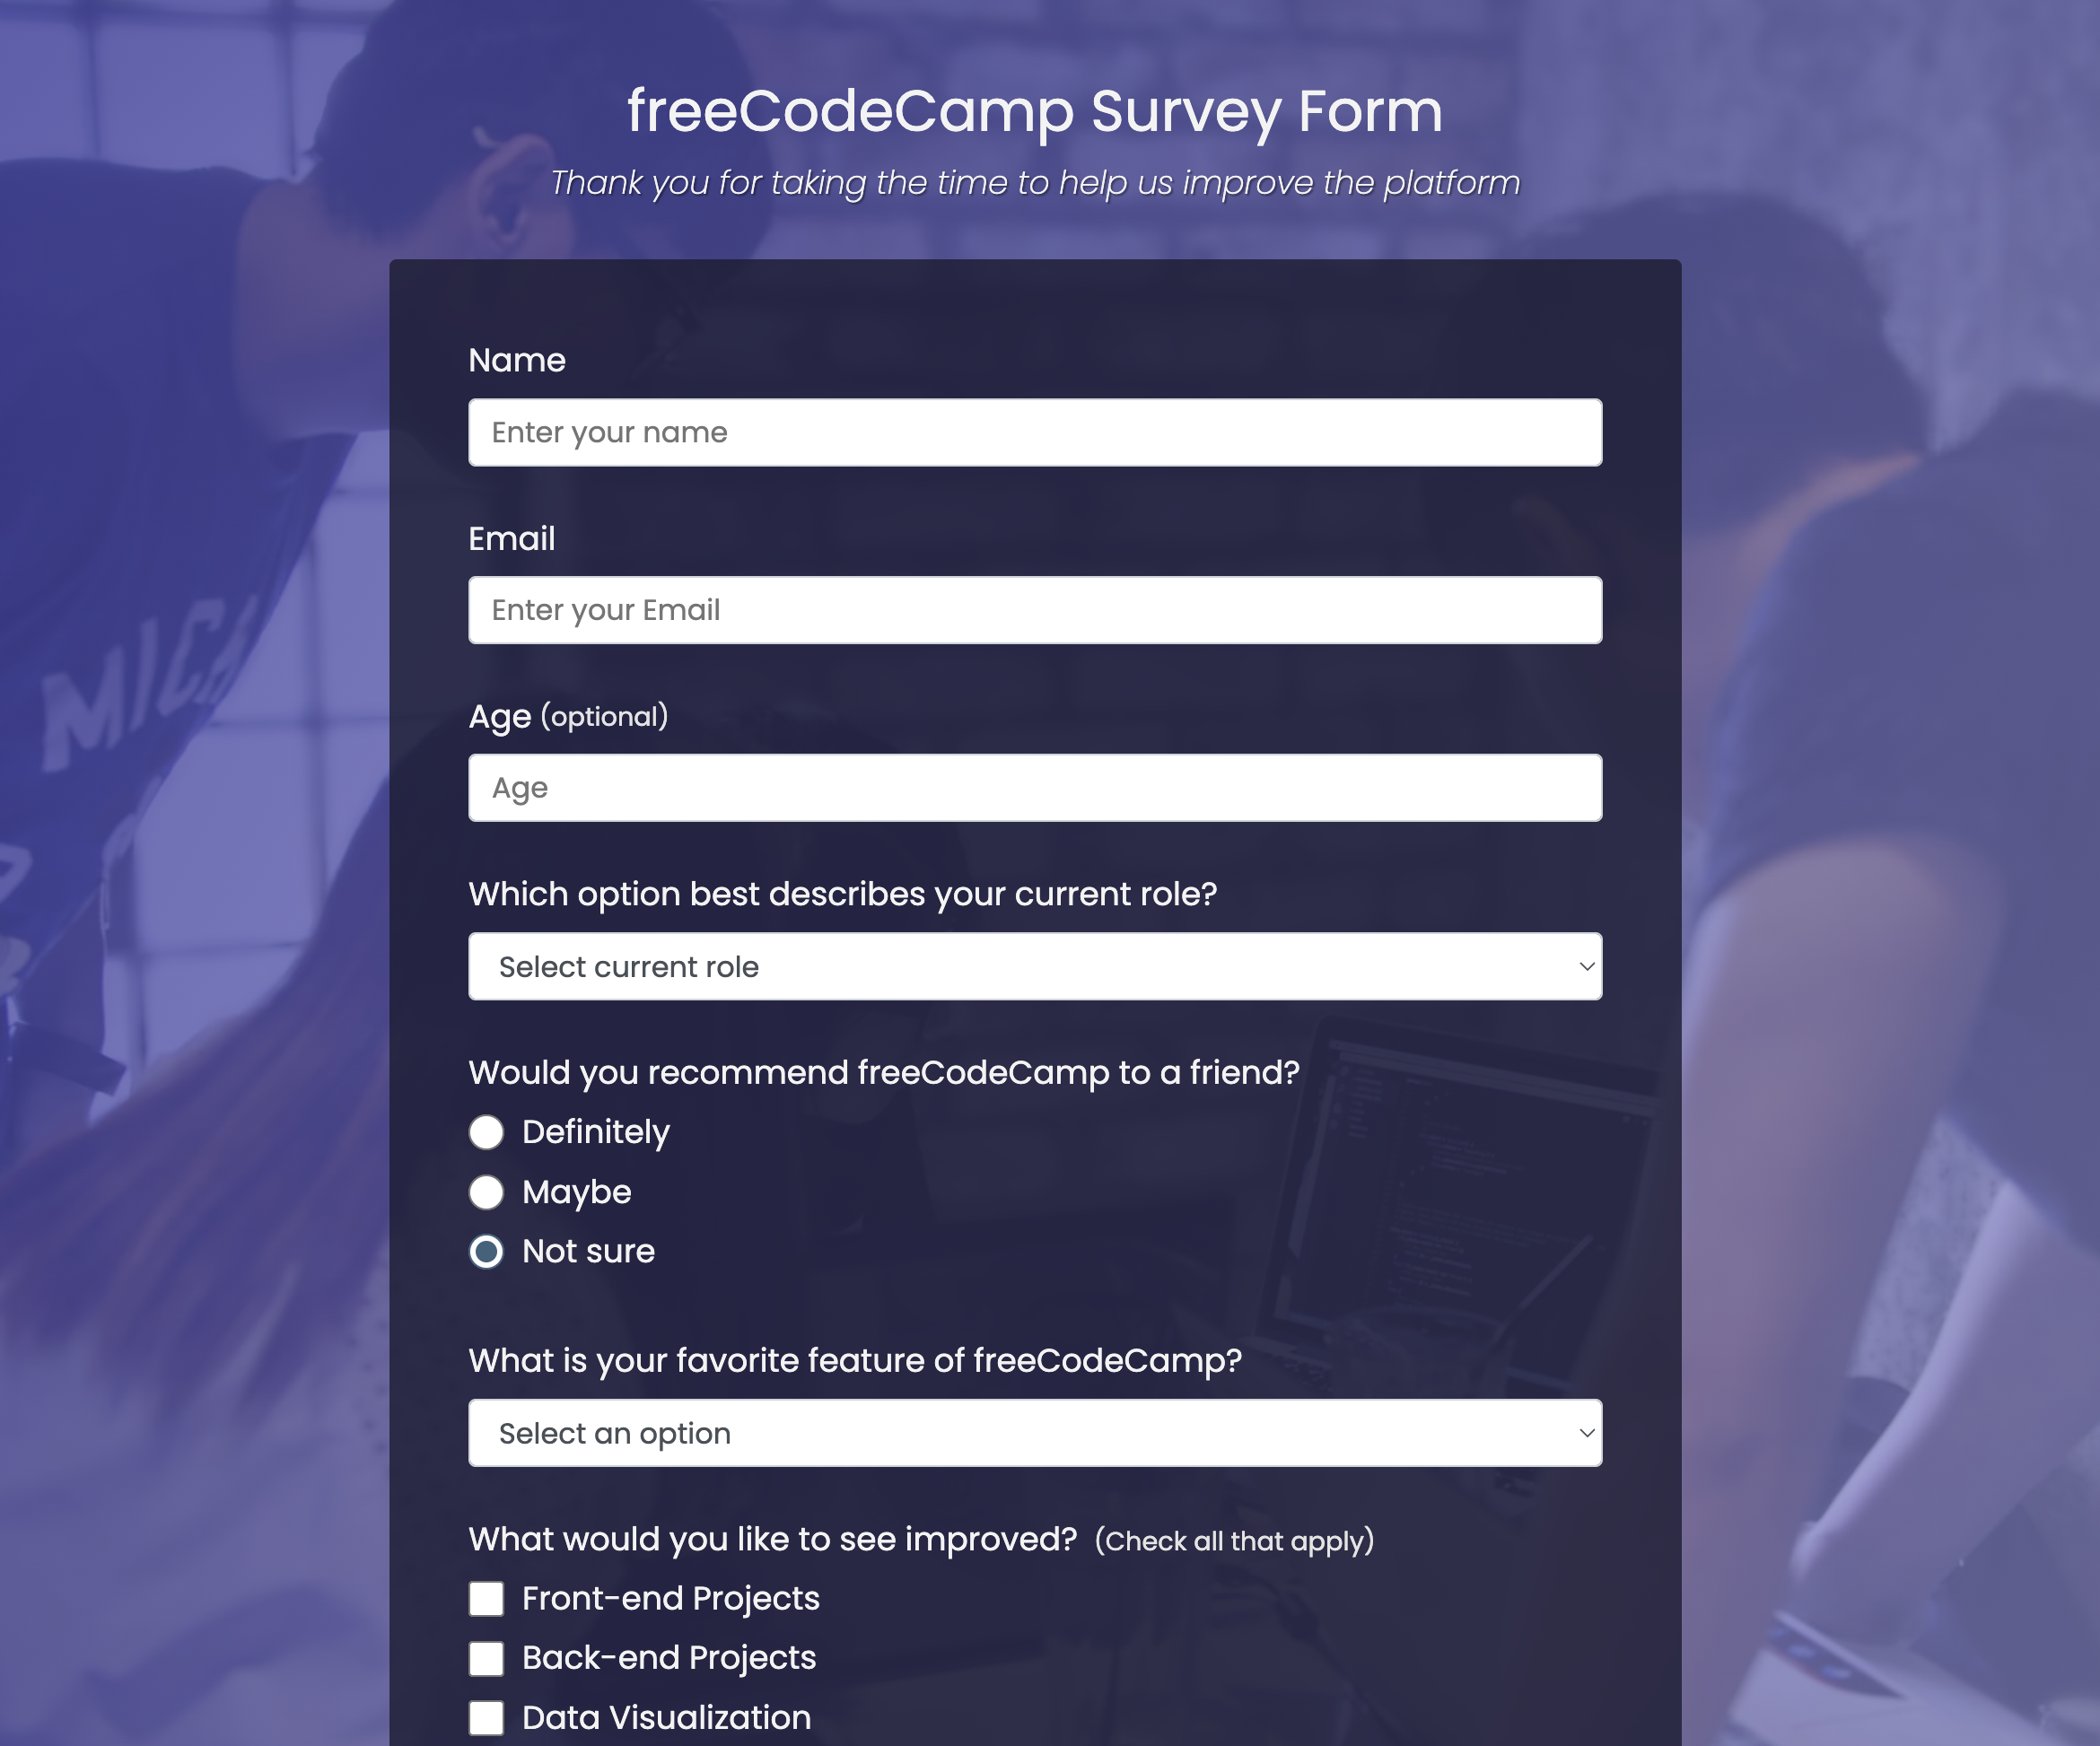 freeCodeCamp Survey Form
Thank you for taking the time to help us improve the platform
Name
Enter your name
Email
Enter your Email
Age (optional)
Age
Which option best describes your current role?
Select current role
Would you recommend freeCodeCamp to a friend?
Definitely
Maybe
Not sure
What is your favorite feature of freeCodeCamp?
Select an option
What would you like to see improved? (Check all that apply)
Front-end Projects
Back-end Projects
Data Visualization